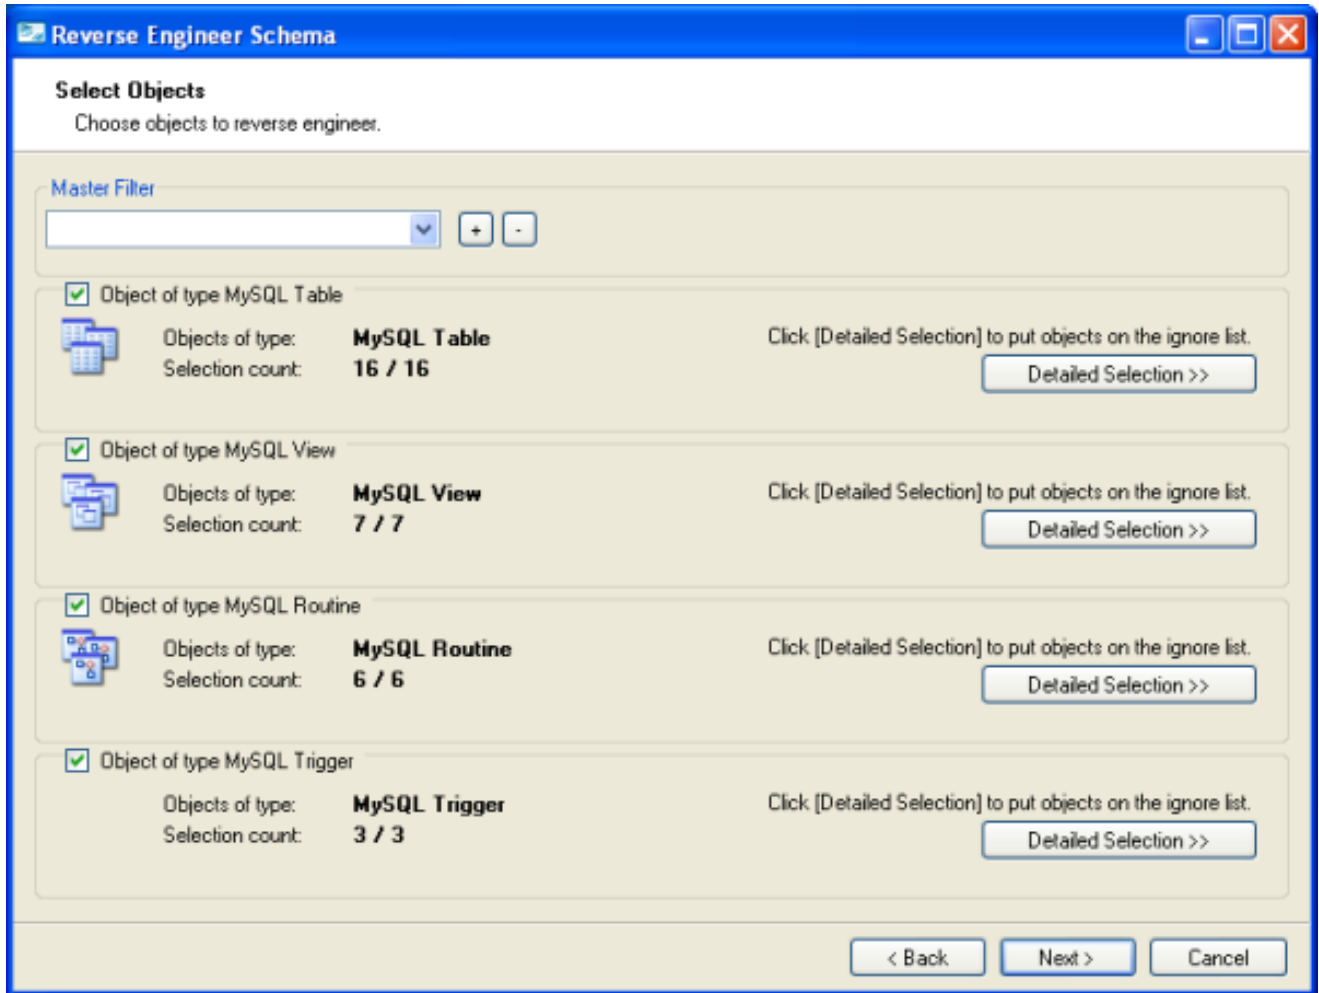 Reverse Engineer Schema
Select Objects
Choose objects to reverse engineer.
Master Filter
+ -
Object of type MySQL Table
Objects of type: MySQL Table Click [Detailed Selection] to put objects on the ignore list.
Selection count: 16 / 16 Detailed Selection >>
Object of type MySQL View
Objects of type: MySQL View Click [Detailed Selection] to put objects on the ignore list.
Selection count: 7 / 7 Detailed Selection >>
Object of type MySQL Routine
Objects of type: MySQL Routine Click [Detailed Selection] to put objects on the ignore list.
Selection count: 6 / 6 Detailed Selection >>
Object of type MySQL Trigger
Objects of type: MySQL Trigger Click [Detailed Selection] to put objects on the ignore list.
Selection count: 3 / 3 Detailed Selection >>
< Back Next > Cancel